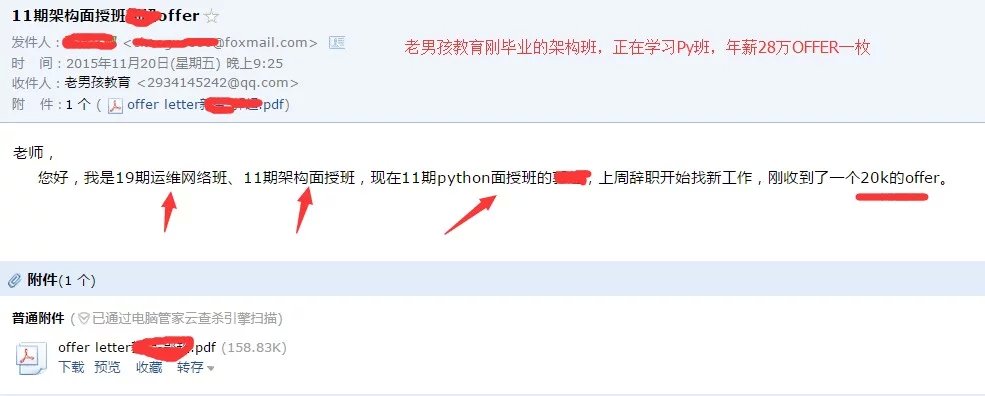 11期架构面授班 offer
发件人： <@foxmail.com>
老男孩教育刚毕业的架构班，正在学习Py班，年薪28万OFFER一枚
时 间：2015年11月20日(星期五) 晚上9:25
收件人：老男孩教育 <2934145242@qq.com>
附 件：1 个 ( offer letter .pdf)
老师，
您好，我是19期运维网络班、11期架构面授班，现在11期python面授班的 ，上周辞职开始找新工作，刚收到了一个20k的offer。
附件(1 个)
普通附件 (已通过电脑管家云查杀引擎扫描)
offer letter .pdf (158.83K)
下载 预览 收藏 转存